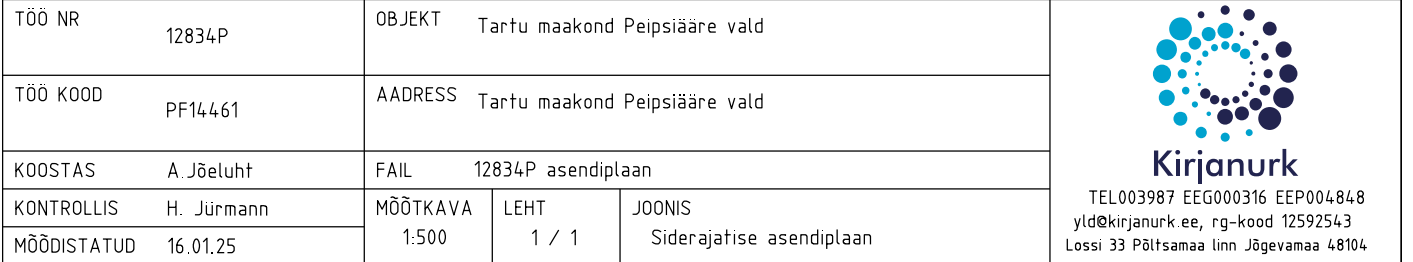 TÖÖ NR 12834P
OBJEKT Tartu maakond Peipsiääre vald
TÖÖ KOOD PF14461
AADRESS Tartu maakond Peipsiääre vald
KOOSTAS A.Jõeluht
FAIL 12834P asendiplaan
KONTROLLIS H. Jürmann
MÕÕDISTATUD 16.01.25
MÕÕTKAVA 1:500
LEHT 1 / 1
JOONIS Siderajatise asendiplaan
Kirjanurk
TEL003987 EEG000316 EEP004848
yld@kirjanurk.ee, rg-kood 12592543
Lossi 33 Põltsamaa linn Jõgevamaa 48104